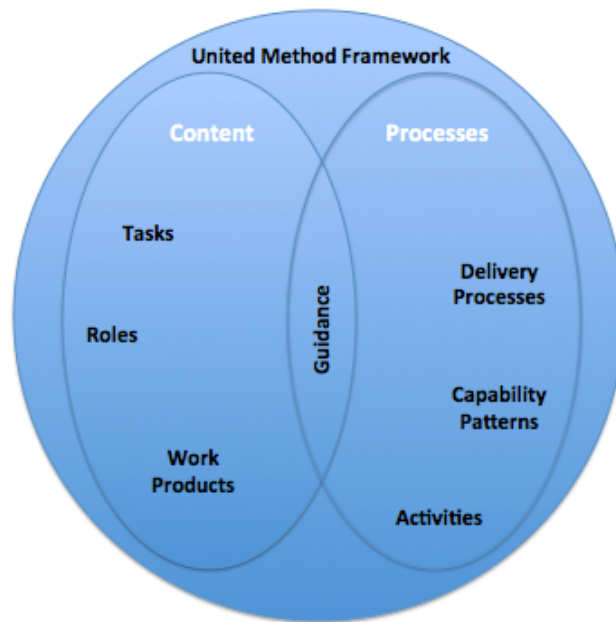 United Method Framework
Content
Processes
Tasks
Delivery
Processes
Roles
Guidance
Capability
Patterns
Work
Products
Activities